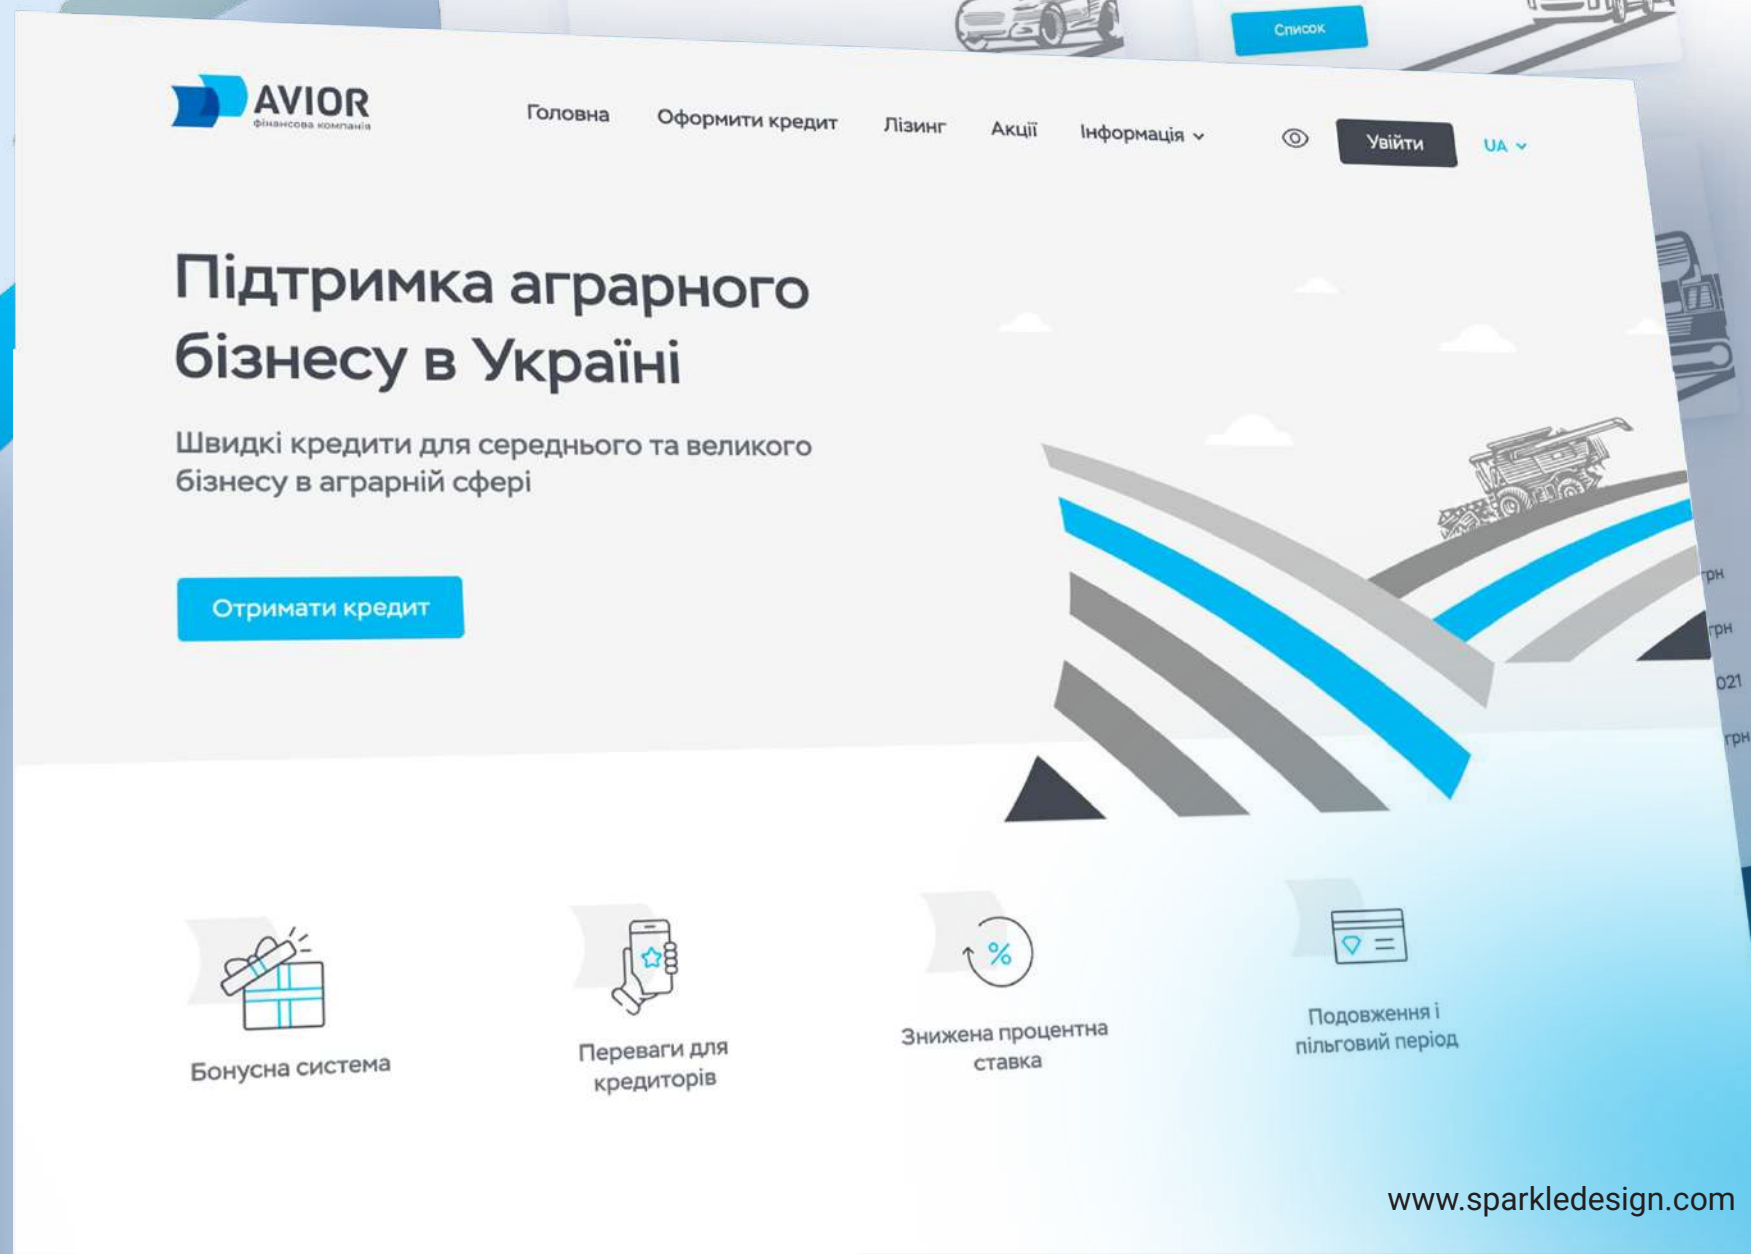 Список
AVIOR
фінансова компанія
Головна
Оформити кредит
Лізинг
Акції
Інформація
Увійти
UA
Підтримка аграрного
бізнесу в Україні
Швидкі кредити для середнього та великого
бізнесу в аграрній сфері
Отримати кредит
грн
грн
021
грн
%
Бонусна система
Переваги для
кредиторів
Знижена процентна
ставка
Подовження і
пільговий період
www.sparkledesign.com